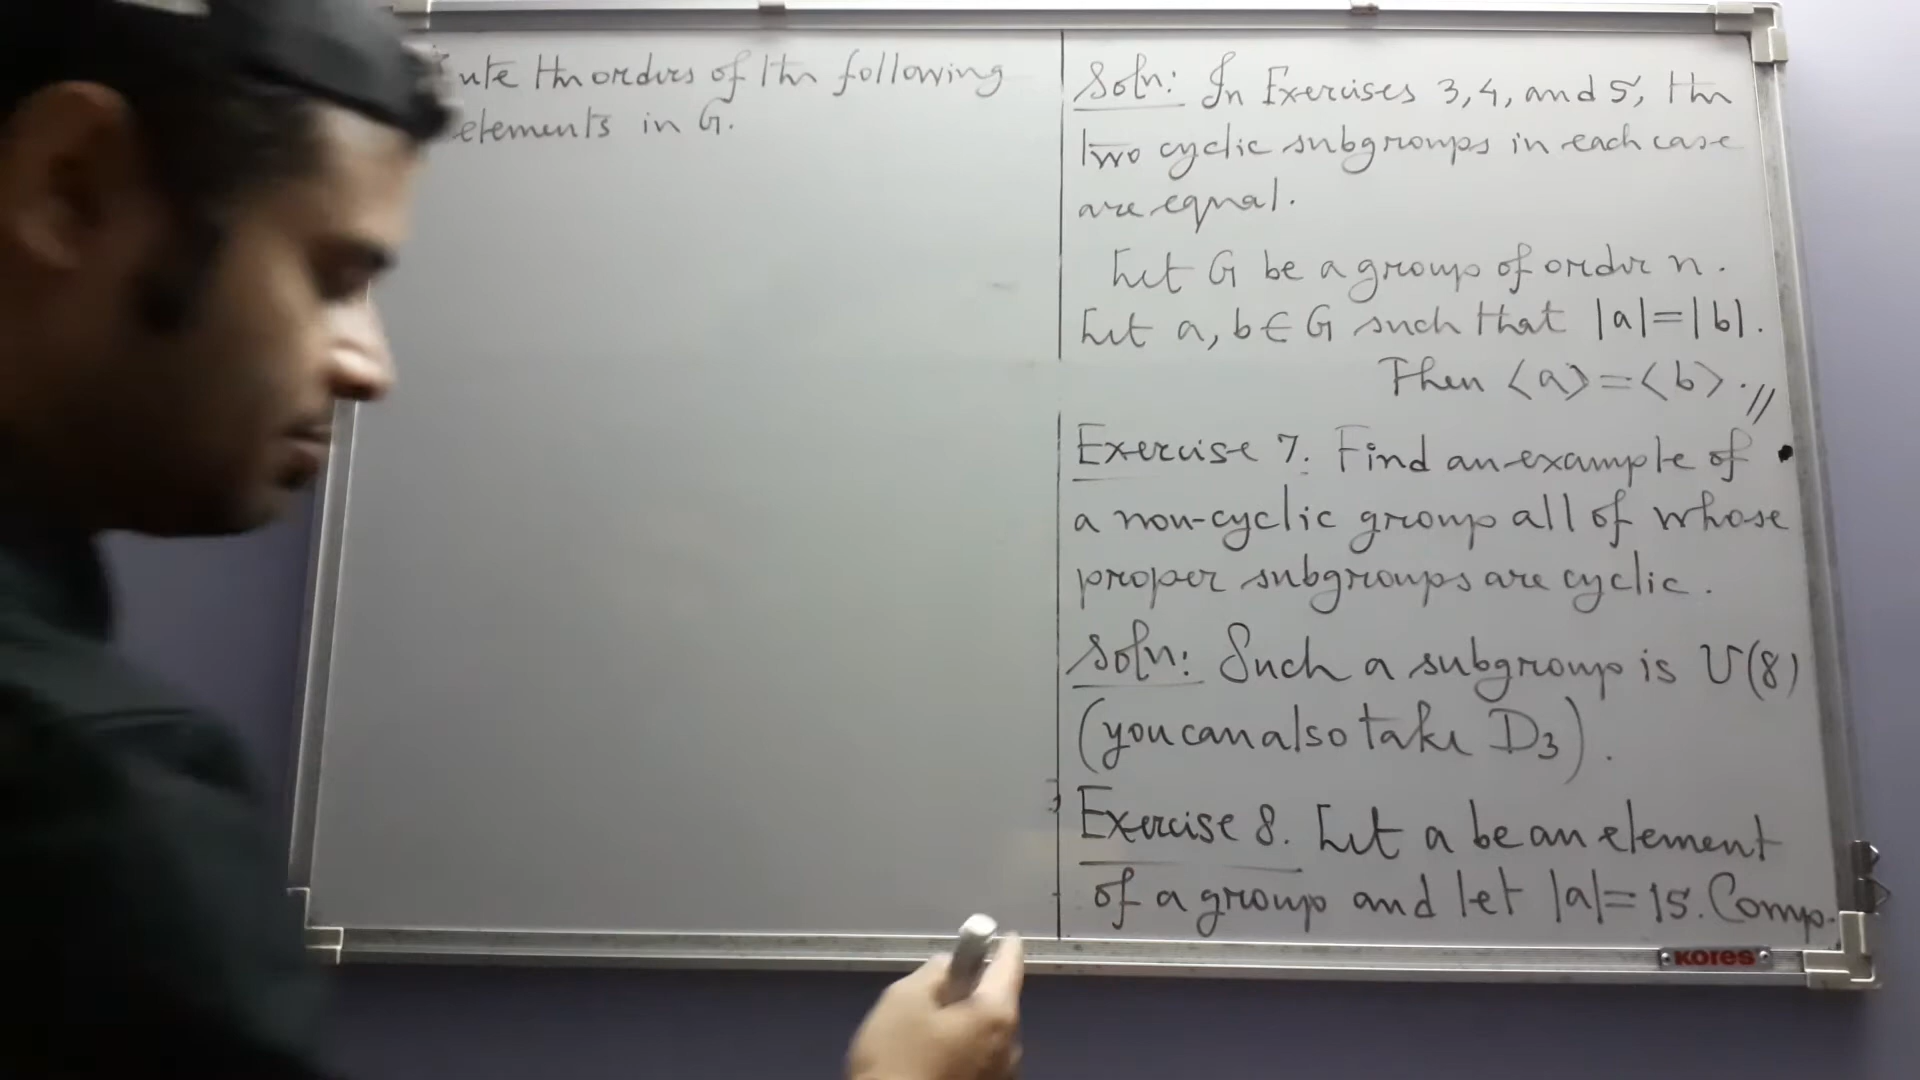 ute the orders of the following
elements in G.
Soln: In Exercises 3, 4, and 5, the
two cyclic subgroups in each case
are equal.
Let G be a group of order n.
Let a, b ∈ G such that |a|=|b|.
Then ⟨a⟩=⟨b⟩.//
Exercise 7. Find an example of
a non-cyclic group all of whose
proper subgroups are cyclic.
Soln: Such a subgroup is U(8)
(you can also take D₃).
Exercise 8. Let a be an element
of a group and let |a|=15. Comp-
KORES